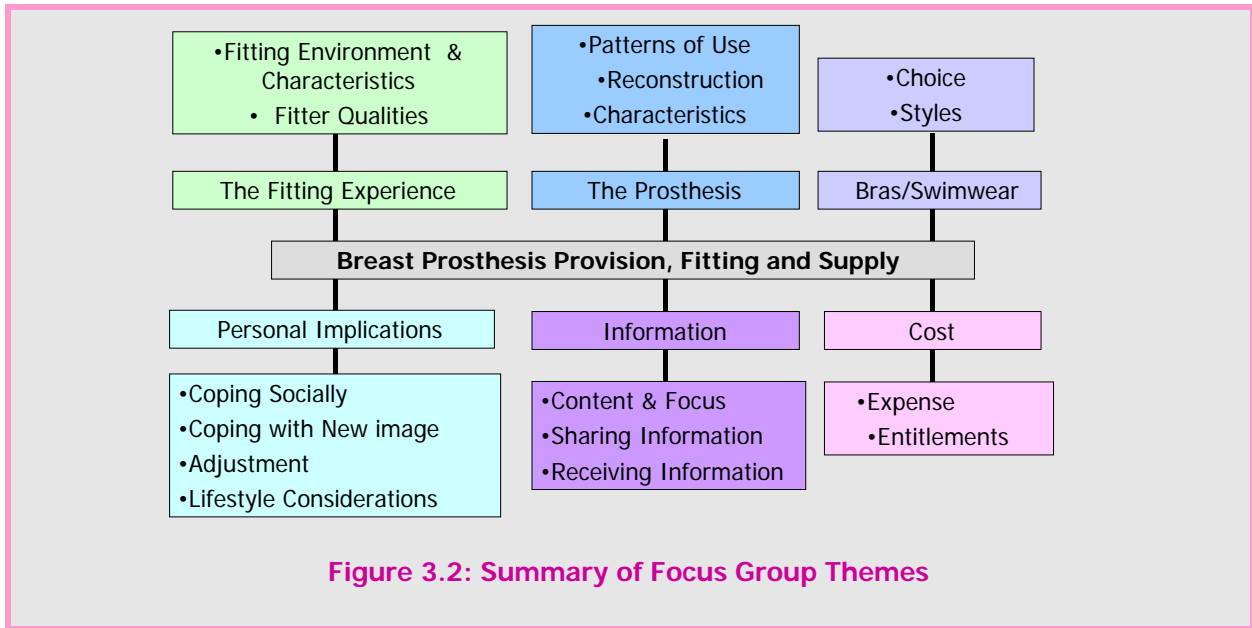 •Fitting Environment &
Characteristics
• Fitter Qualities
•Patterns of Use
•Reconstruction
•Characteristics
•Choice
•Styles
The Fitting Experience
The Prosthesis
Bras/Swimwear
Breast Prosthesis Provision, Fitting and Supply
Personal Implications
Information
Cost
•Coping Socially
•Coping with New image
•Adjustment
•Lifestyle Considerations
•Content & Focus
•Sharing Information
•Receiving Information
•Expense
•Entitlements
Figure 3.2: Summary of Focus Group Themes